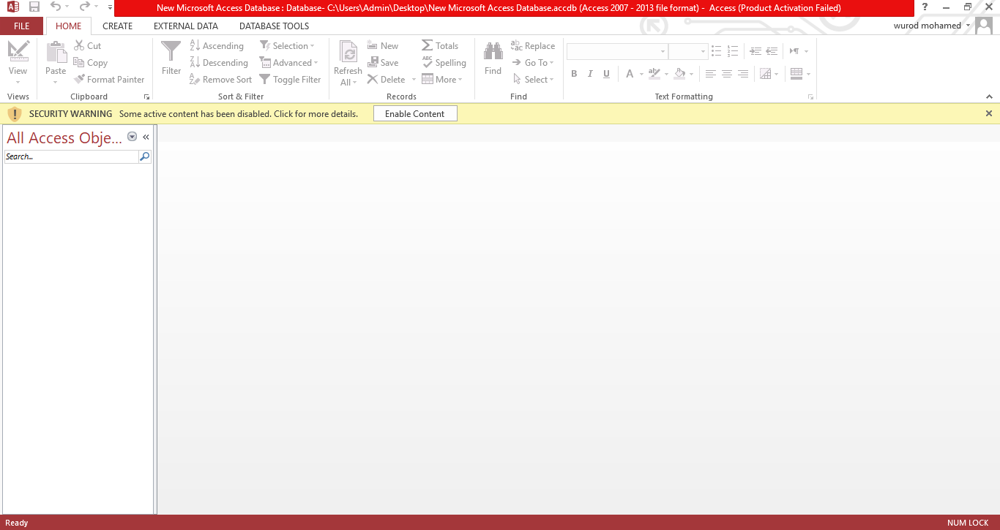 New Microsoft Access Database : Database- C:\Users\Admin\Desktop\New Microsoft Access Database.accdb (Access 2007 - 2013 file format) - Access (Product Activation Failed) ?
FILE HOME CREATE EXTERNAL DATA DATABASE TOOLS wurod mohamed
Cut Ascending Selection New Totals Replace
Copy Descending Advanced Save Spelling Go To
View Paste Filter Refresh Find
Format Painter Remove Sort Toggle Filter All Delete More Select B I U A
Views Clipboard Sort & Filter Records Find Text Formatting
SECURITY WARNING Some active content has been disabled. Click for more details. Enable Content
All Access Obje... «
Search...
Ready NUM LOCK